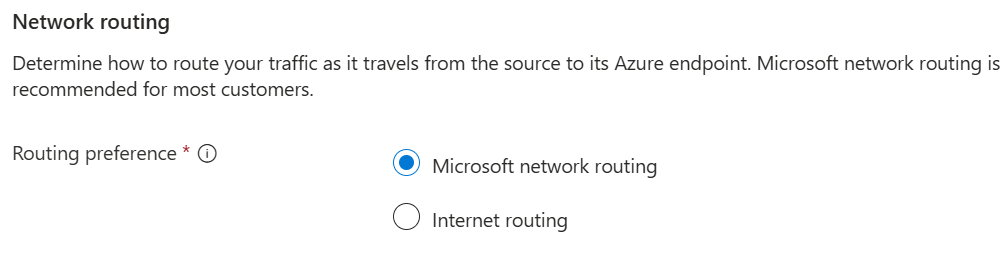 Network routing
Determine how to route your traffic as it travels from the source to its Azure endpoint. Microsoft network routing is
recommended for most customers.
Routing preference *
Microsoft network routing
Internet routing